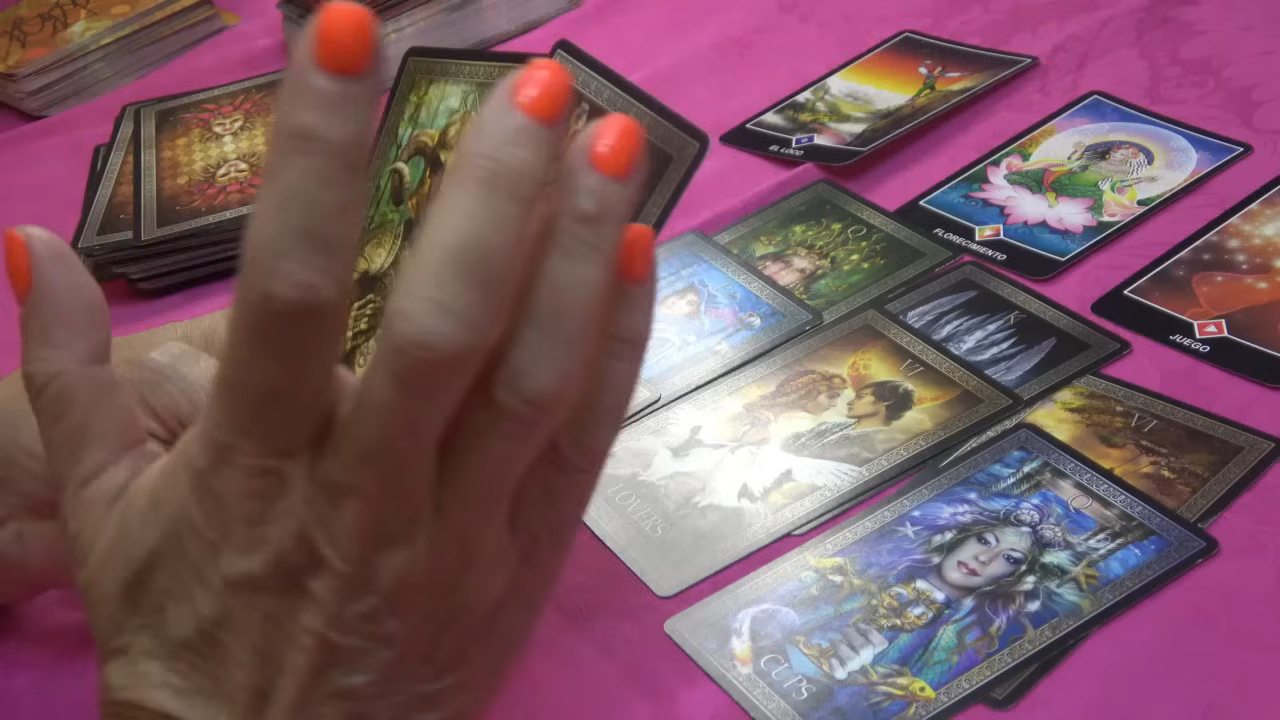 EL LOCO
FLORECIMIENTO
JUEGO
Q
K
VI
LOVERS
VI
Q
CUPS